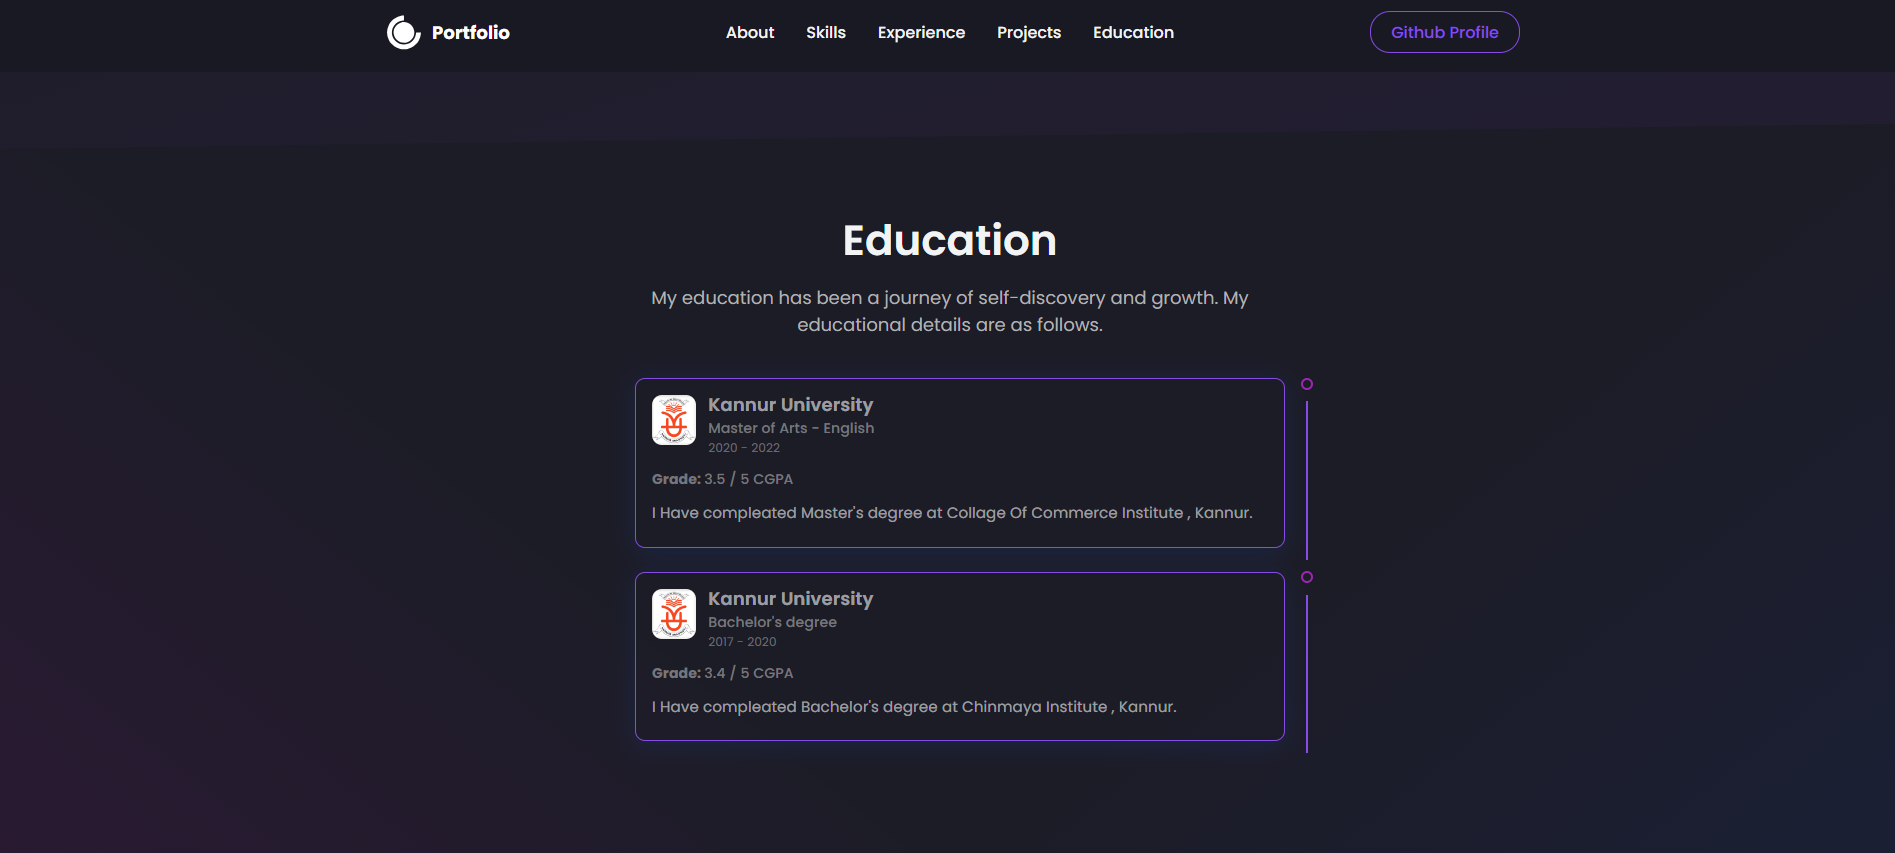 Portfolio
About
Skills
Experience
Projects
Education
Github Profile
Education
My education has been a journey of self-discovery and growth. My
educational details are as follows.
Kannur University
Master of Arts - English
2020 - 2022
Grade: 3.5 / 5 CGPA
I Have compleated Master's degree at Collage Of Commerce Institute , Kannur.
Kannur University
Bachelor's degree
2017 - 2020
Grade: 3.4 / 5 CGPA
I Have compleated Bachelor's degree at Chinmaya Institute , Kannur.